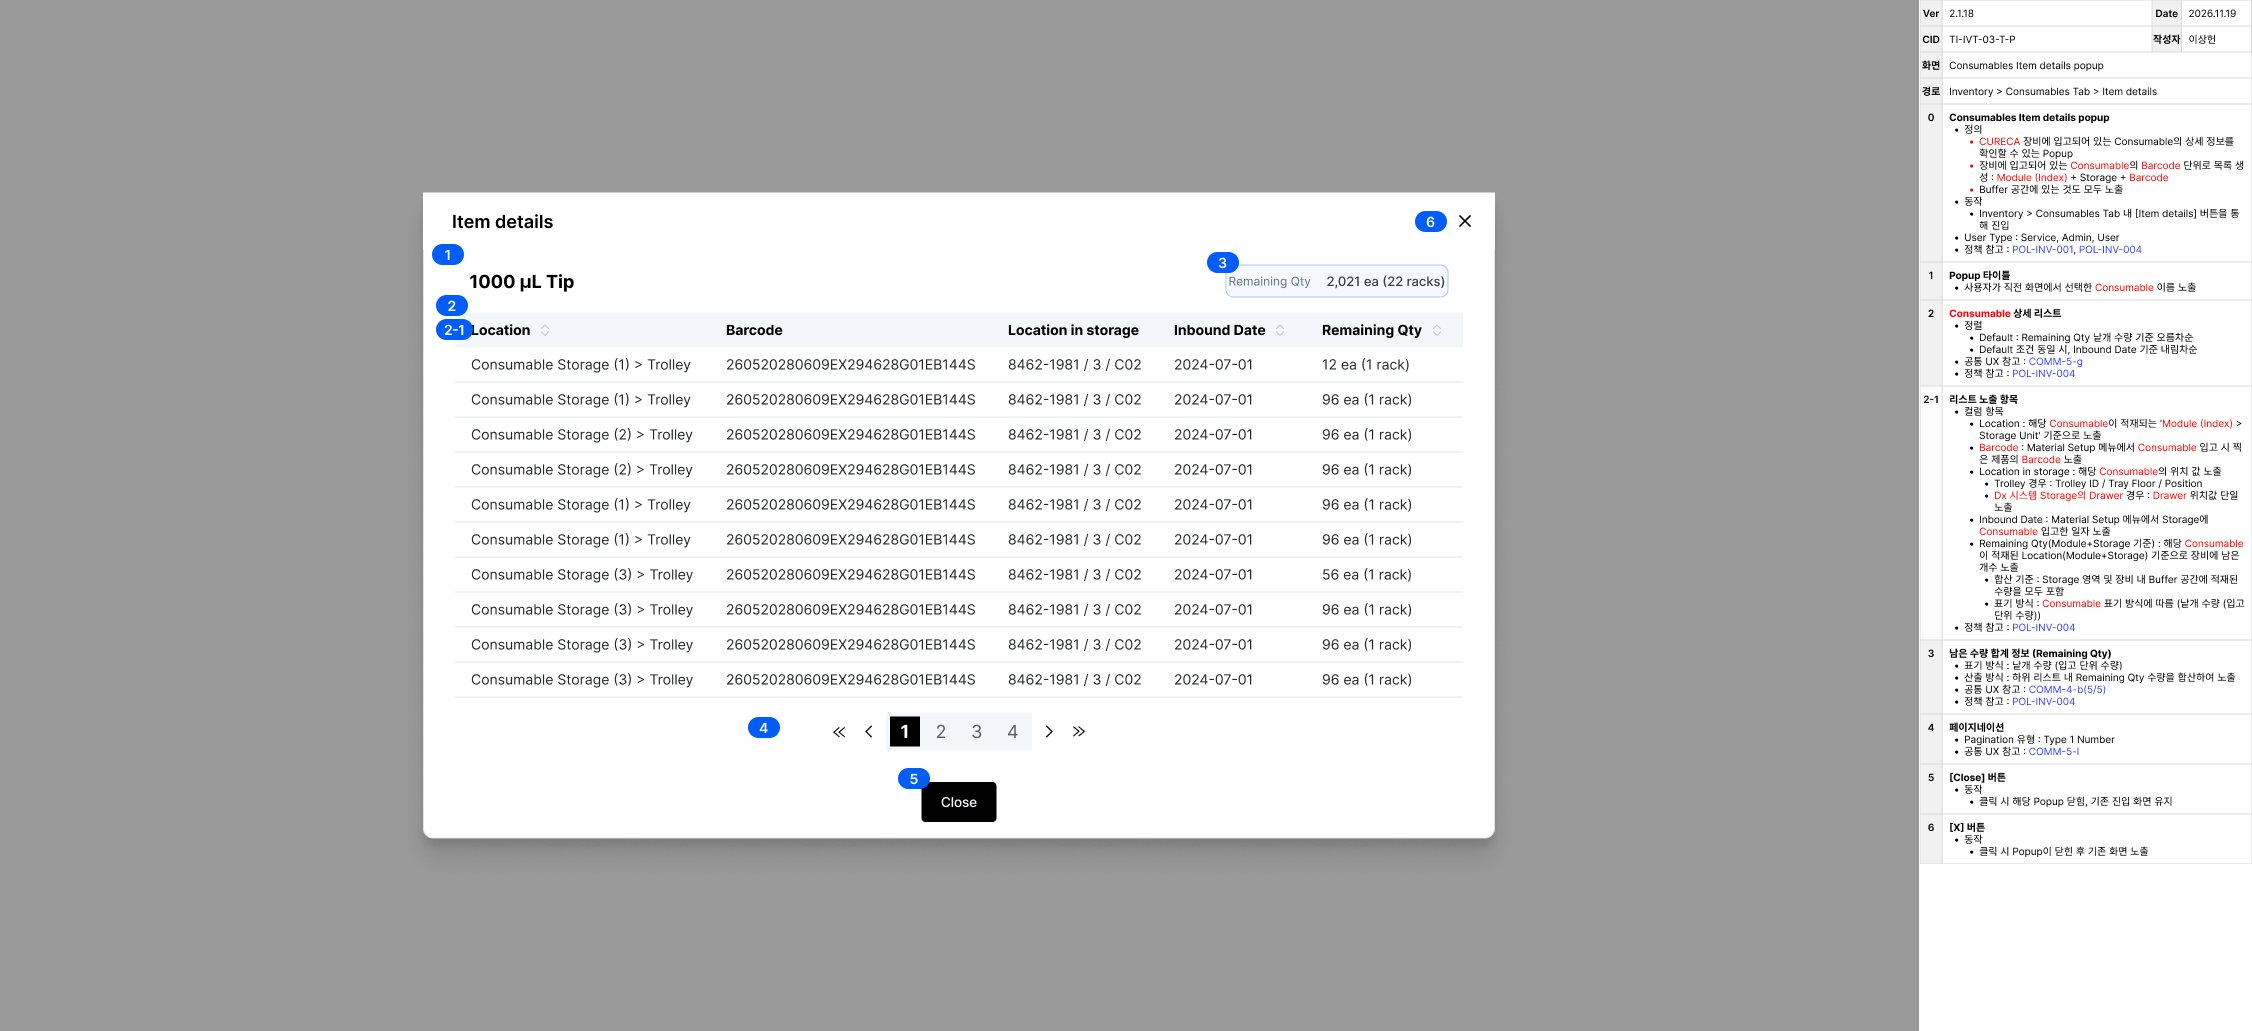 Item details
6
1
1000 µL Tip
3
Remaining Qty 2,021 ea (22 racks)
2
2-1
Location Barcode Location in storage Inbound Date Remaining Qty
Consumable Storage (1) > Trolley 260520280609EX294628G01EB144S 8462-1981 / 3 / C02 2024-07-01 12 ea (1 rack)
Consumable Storage (1) > Trolley 260520280609EX294628G01EB144S 8462-1981 / 3 / C02 2024-07-01 96 ea (1 rack)
Consumable Storage (2) > Trolley 260520280609EX294628G01EB144S 8462-1981 / 3 / C02 2024-07-01 96 ea (1 rack)
Consumable Storage (2) > Trolley 260520280609EX294628G01EB144S 8462-1981 / 3 / C02 2024-07-01 96 ea (1 rack)
Consumable Storage (1) > Trolley 260520280609EX294628G01EB144S 8462-1981 / 3 / C02 2024-07-01 96 ea (1 rack)
Consumable Storage (1) > Trolley 260520280609EX294628G01EB144S 8462-1981 / 3 / C02 2024-07-01 96 ea (1 rack)
Consumable Storage (3) > Trolley 260520280609EX294628G01EB144S 8462-1981 / 3 / C02 2024-07-01 56 ea (1 rack)
Consumable Storage (3) > Trolley 260520280609EX294628G01EB144S 8462-1981 / 3 / C02 2024-07-01 96 ea (1 rack)
Consumable Storage (3) > Trolley 260520280609EX294628G01EB144S 8462-1981 / 3 / C02 2024-07-01 96 ea (1 rack)
Consumable Storage (3) > Trolley 260520280609EX294628G01EB144S 8462-1981 / 3 / C02 2024-07-01 96 ea (1 rack)
4
1 2 3 4
5
Close
Ver 2.1.18 Date 2026.11.19
CID TI-IVT-03-T-P 작성자 이상헌
화면 Consumables Item details popup
경로 Inventory > Consumables Tab > Item details
0 Consumables Item details popup
• 정의
• CURECA 장비에 입고되어 있는 Consumable의 상세 정보를
확인할 수 있는 Popup
• 장비에 입고되어 있는 Consumable의 Barcode 단위로 목록 생
성 : Module (Index) + Storage + Barcode
• Buffer 공간에 있는 것도 모두 노출
• 동작
• Inventory > Consumables Tab 내 [Item details] 버튼을 통
해 진입
• User Type : Service, Admin, User
• 정책 참고 : POL-INV-001, POL-INV-004
1 Popup 타이틀
• 사용자가 직전 화면에서 선택한 Consumable 이름 노출
2 Consumable 상세 리스트
• 정렬
• Default : Remaining Qty 낱개 수량 기준 오름차순
• Default 조건 동일 시, Inbound Date 기준 내림차순
• 공통 UX 참고 : COMM-5-g
• 정책 참고 : POL-INV-004
2-1 리스트 노출 항목
• 컬럼 항목
• Location : 해당 Consumable이 적재되는 'Module (Index) >
Storage Unit' 기준으로 노출
• Barcode : Material Setup 메뉴에서 Consumable 입고 시 찍
은 제품의 Barcode 노출
• Location in storage : 해당 Consumable의 위치 값 노출
• Trolley 경우 : Trolley ID / Tray Floor / Position
• Dx 시스템 Storage의 Drawer 경우 : Drawer 위치값 단일
노출
• Inbound Date : Material Setup 메뉴에서 Storage에
Consumable 입고한 일자 노출
• Remaining Qty(Module+Storage 기준) : 해당 Consumable
이 적재된 Location(Module+Storage) 기준으로 장비에 남은
개수 노출
• 합산 기준 : Storage 영역 및 장비 내 Buffer 공간에 적재된
수량을 모두 포함
• 표기 방식 : Consumable 표기 방식에 따름 (낱개 수량 (입고
단위 수량))
• 정책 참고 : POL-INV-004
3 남은 수량 합계 정보 (Remaining Qty)
• 표기 방식 : 낱개 수량 (입고 단위 수량)
• 산출 방식 : 하위 리스트 내 Remaining Qty 수량을 합산하여 노출
• 공통 UX 참고 : COMM-4-b(5/5)
• 정책 참고 : POL-INV-004
4 페이지네이션
• Pagination 유형 : Type 1 Number
• 공통 UX 참고 : COMM-5-l
5 [Close] 버튼
• 동작
• 클릭 시 해당 Popup 닫힘, 기존 진입 화면 유지
6 [X] 버튼
• 동작
• 클릭 시 Popup이 닫힌 후 기존 화면 노출